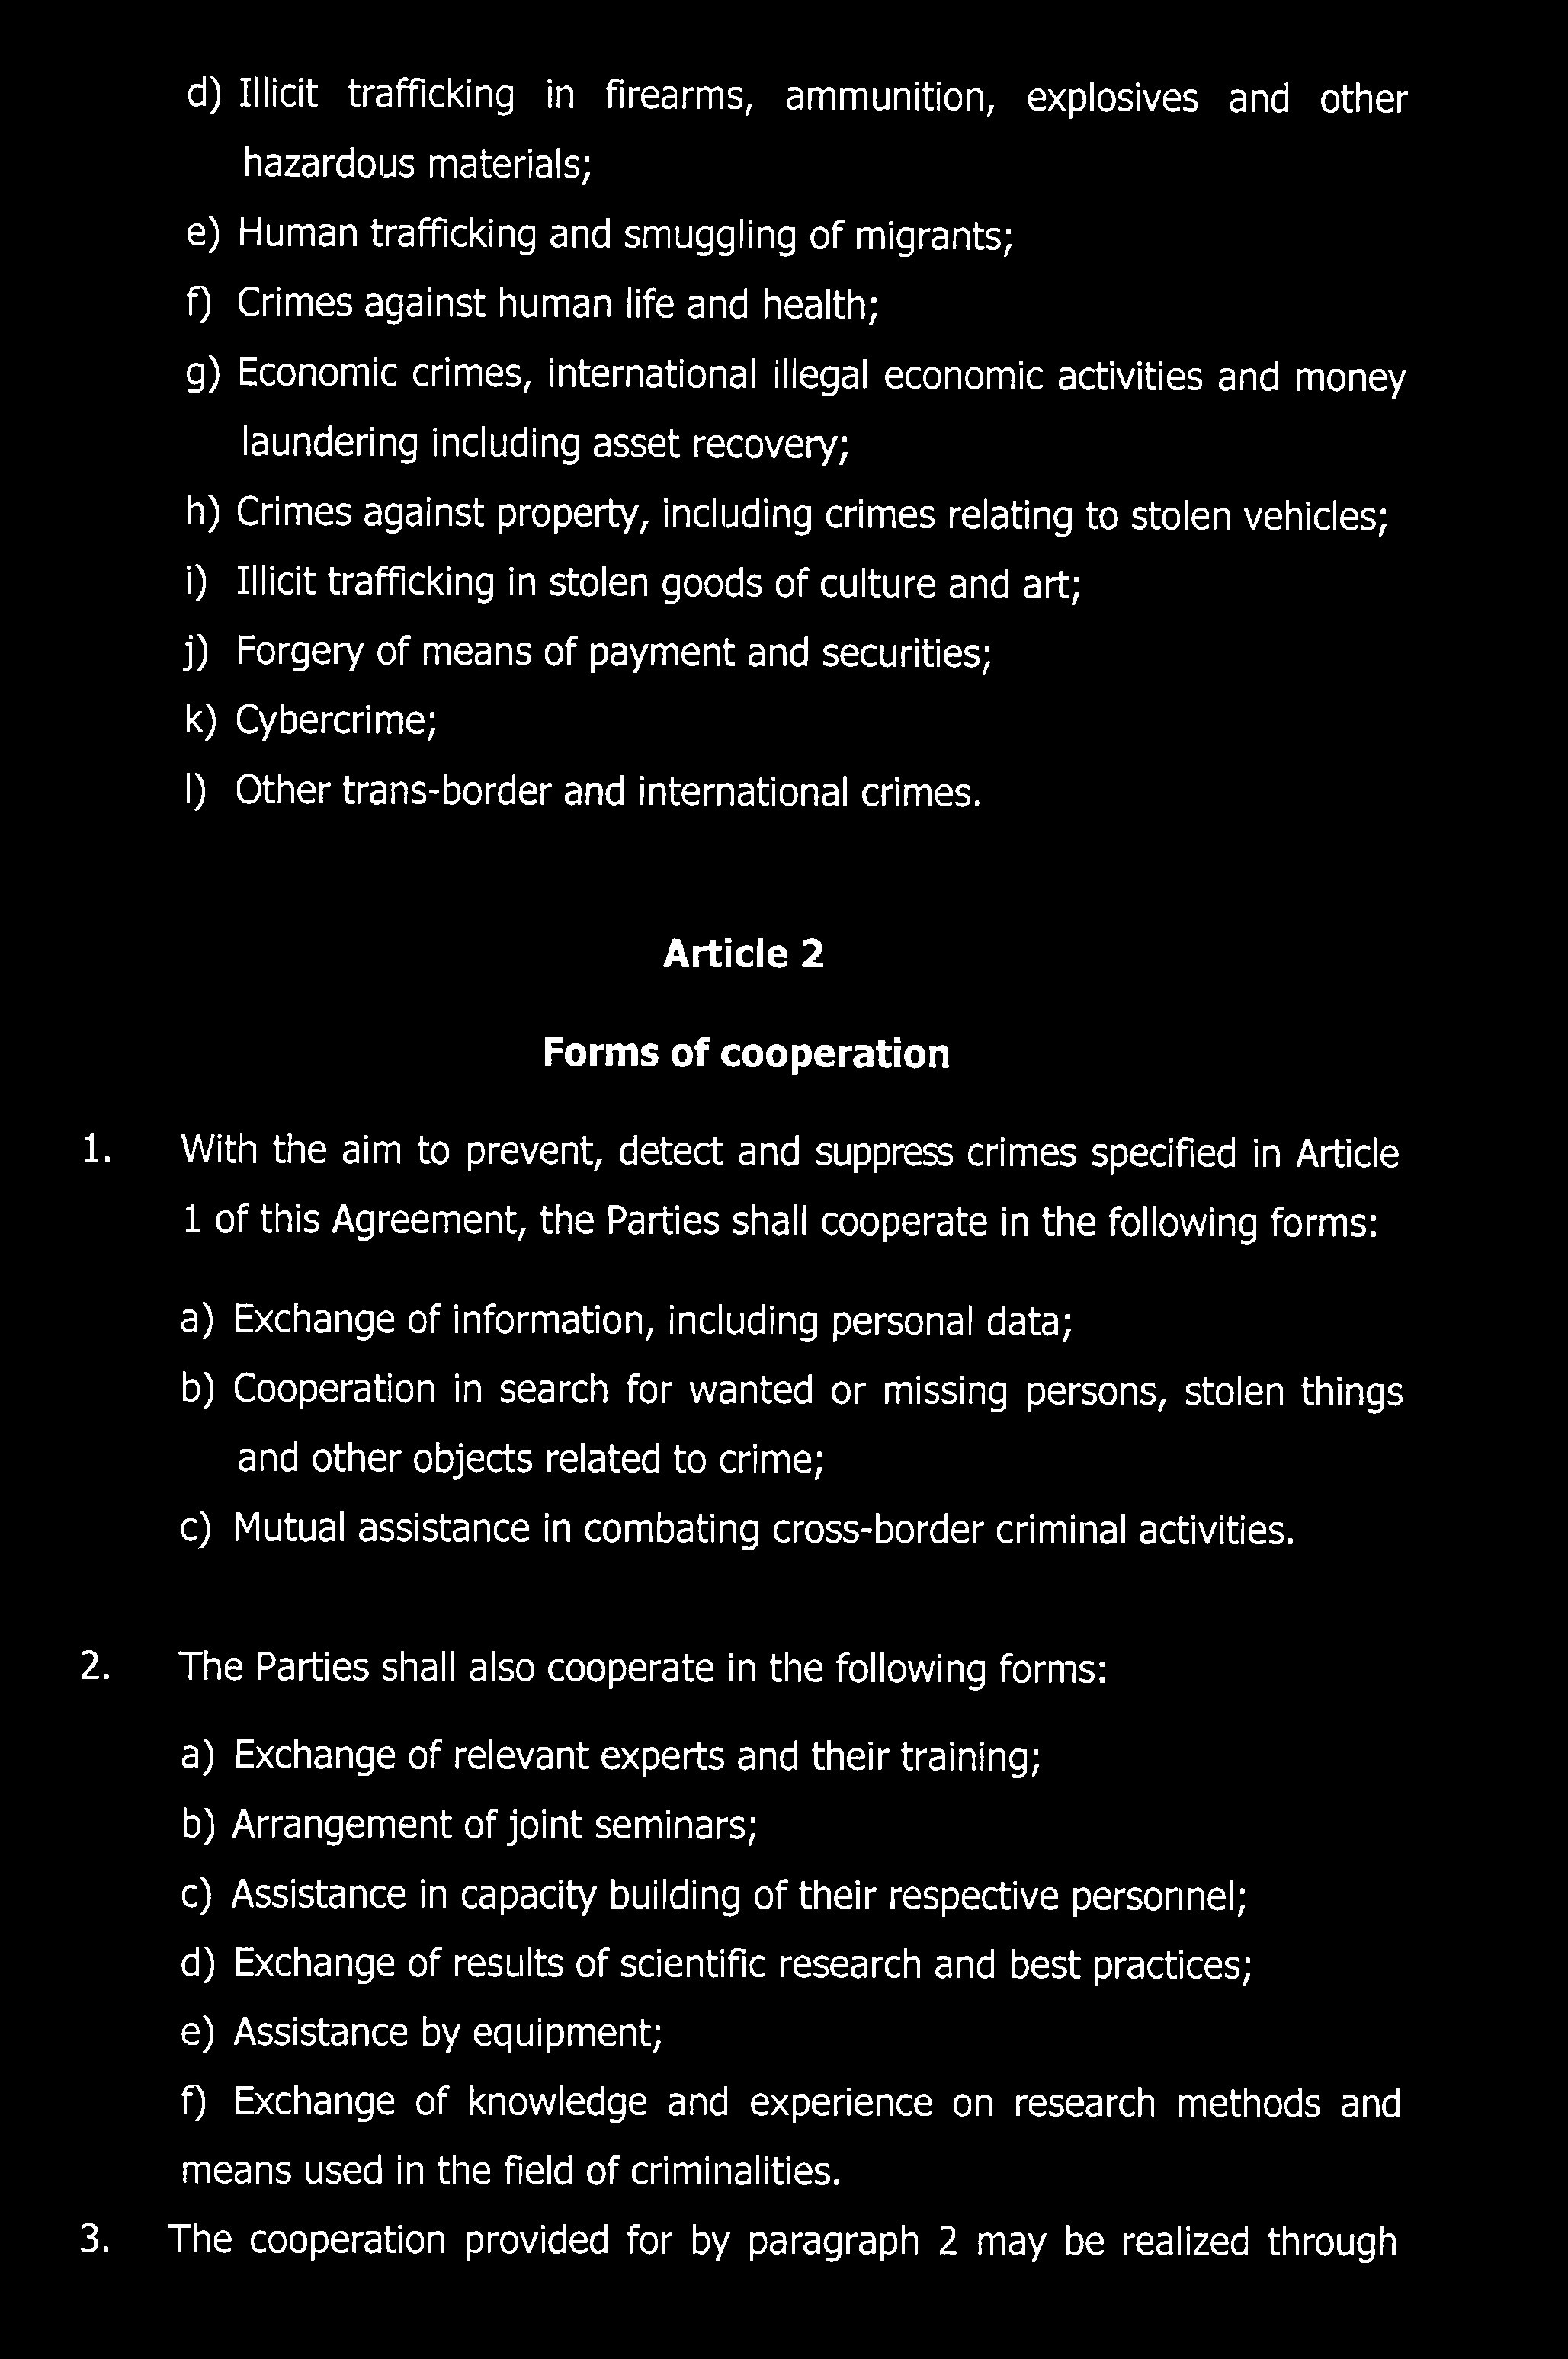 d) Illicit trafficking in firearms, ammunition, explosives and other
hazardous materials;
e) Human trafficking and smuggling of migrants;
f) Crimes against human life and health;
g) Economic crimes, international illegal economic activities and money
laundering including asset recovery;
h) Crimes against property, including crimes relating to stolen vehicles;
i) Illicit trafficking in stolen goods of culture and art;
j) Forgery of means of payment and securities;
k) Cybercrime;
l) Other trans-border and international crimes.
Article 2
Forms of cooperation
1. With the aim to prevent, detect and suppress crimes specified in Article
1 of this Agreement, the Parties shall cooperate in the following forms:
a) Exchange of information, including personal data;
b) Cooperation in search for wanted or missing persons, stolen things
and other objects related to crime;
c) Mutual assistance in combating cross-border criminal activities.
2. The Parties shall also cooperate in the following forms:
a) Exchange of relevant experts and their training;
b) Arrangement of joint seminars;
c) Assistance in capacity building of their respective personnel;
d) Exchange of results of scientific research and best practices;
e) Assistance by equipment;
f) Exchange of knowledge and experience on research methods and
means used in the field of criminalities.
3. The cooperation provided for by paragraph 2 may be realized through